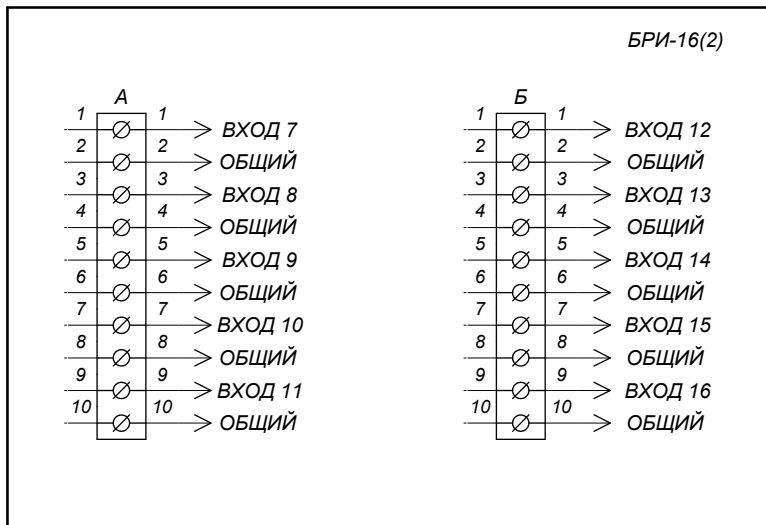 БРИ-16(2)
А
1 1 ВХОД 7
2 2 ОБЩИЙ
3 3 ВХОД 8
4 4 ОБЩИЙ
5 5 ВХОД 9
6 6 ОБЩИЙ
7 7 ВХОД 10
8 8 ОБЩИЙ
9 9 ВХОД 11
10 10 ОБЩИЙ
Б
1 1 ВХОД 12
2 2 ОБЩИЙ
3 3 ВХОД 13
4 4 ОБЩИЙ
5 5 ВХОД 14
6 6 ОБЩИЙ
7 7 ВХОД 15
8 8 ОБЩИЙ
9 9 ВХОД 16
10 10 ОБЩИЙ